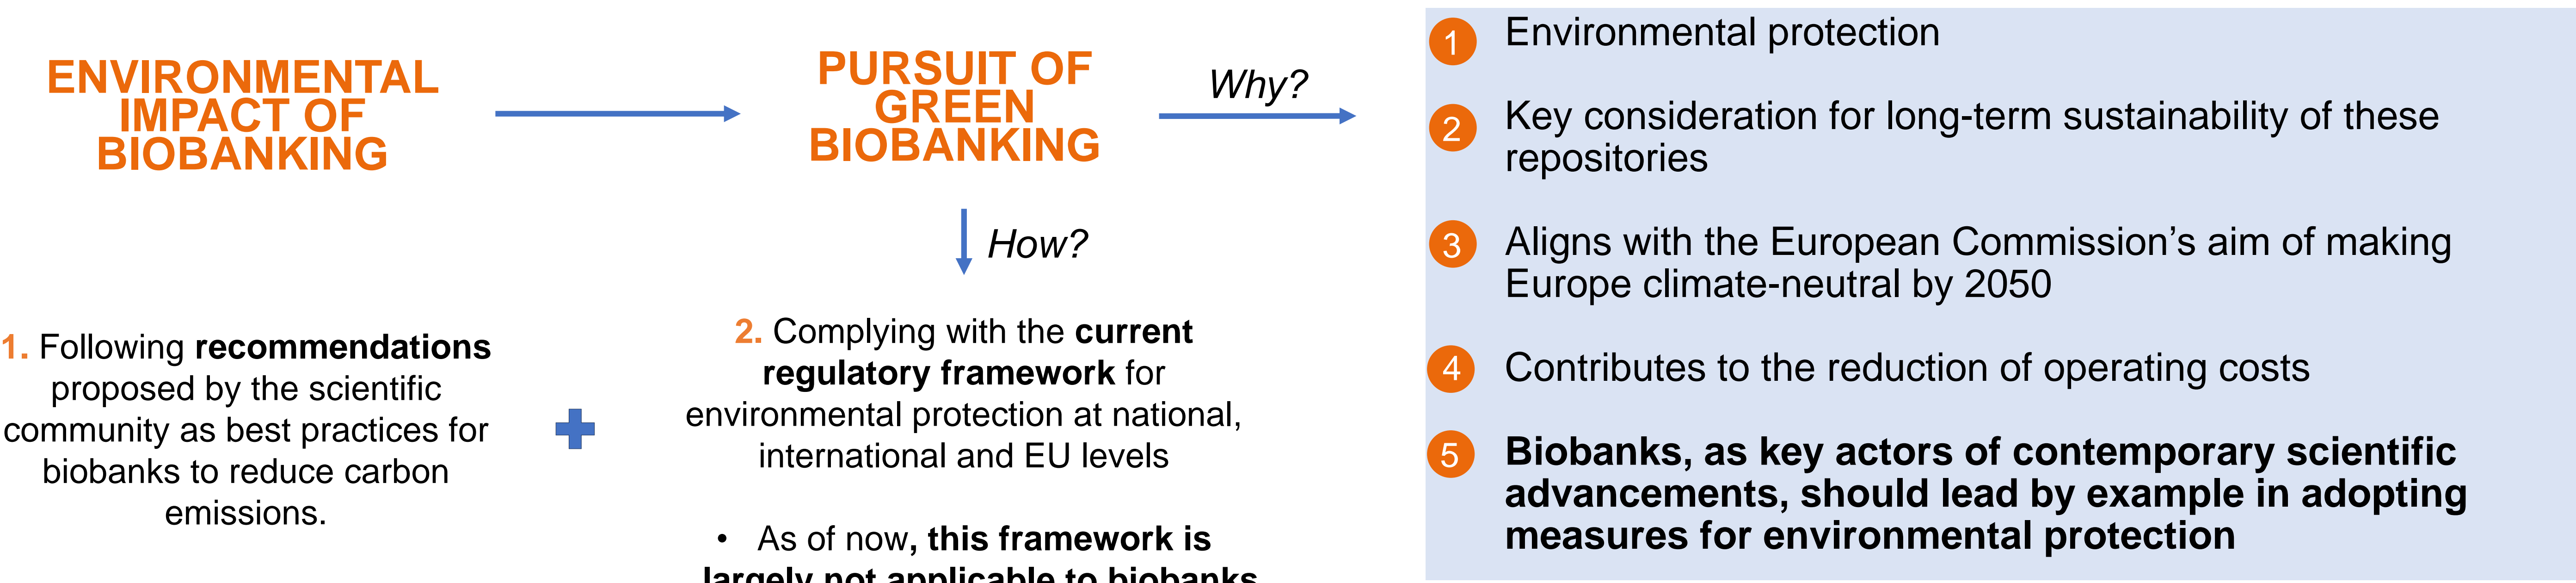 ENVIRONMENTAL
IMPACT OF
BIOBANKING
PURSUIT OF
GREEN
BIOBANKING
Why?
How?
1. Following recommendations
proposed by the scientific
community as best practices for
biobanks to reduce carbon
emissions.
2. Complying with the current
regulatory framework for
environmental protection at national,
international and EU levels
• As of now, this framework is
largely not applicable to biobanks
1 Environmental protection
2 Key consideration for long-term sustainability of these
repositories
3 Aligns with the European Commission’s aim of making
Europe climate-neutral by 2050
4 Contributes to the reduction of operating costs
5 Biobanks, as key actors of contemporary scientific
advancements, should lead by example in adopting
measures for environmental protection